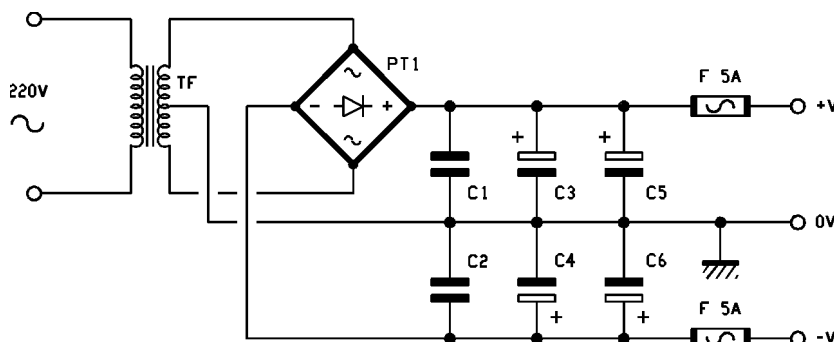 PT1
F 5A
TF
220V
+V
+
+
C1
C3
C5
0V
C2
C4
C6
F 5A
+
+
-V